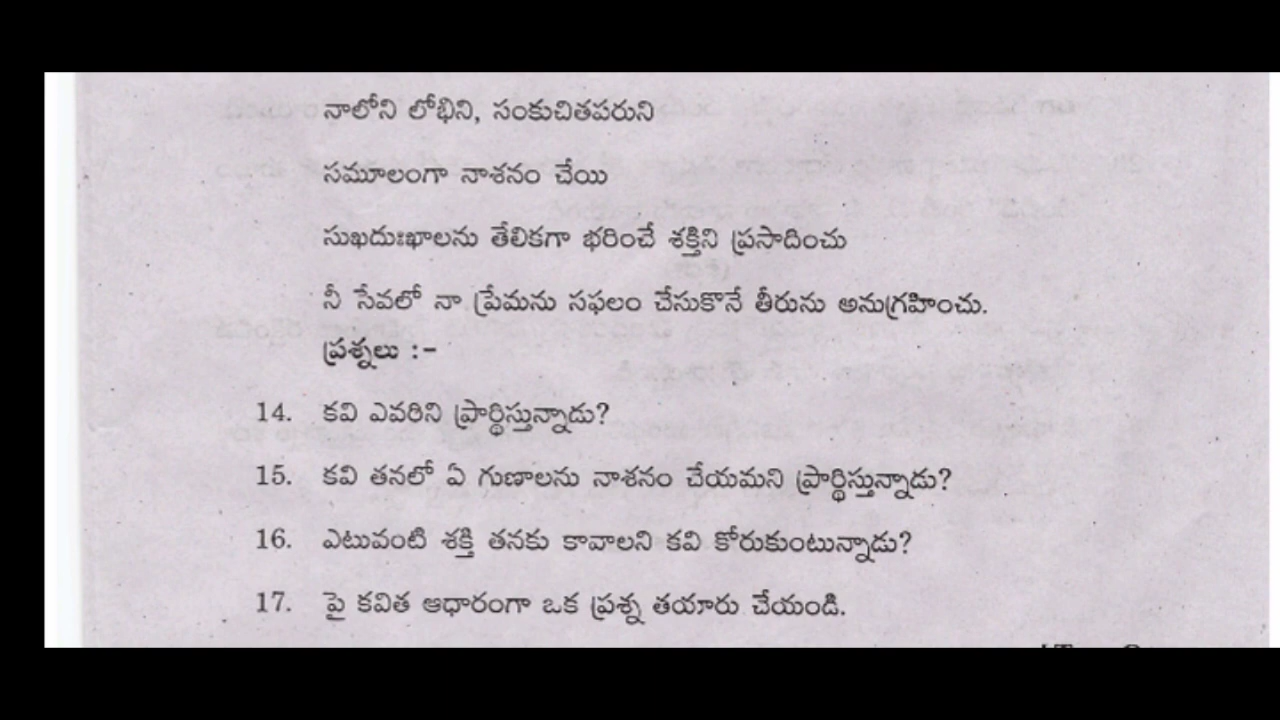 నాలోని లోభిని, సంకుచితపరుని
సమూలంగా నాశనం చేయి
సుఖదుఃఖాలను తేలికగా భరించే శక్తిని ప్రసాదించు
నీ సేవలో నా ప్రేమను సఫలం చేసుకొనే తీరును అనుగ్రహించు.
ప్రశ్నలు :-
14. కవి ఎవరిని ప్రార్థిస్తున్నాడు?
15. కవి తనలో ఏ గుణాలను నాశనం చేయమని ప్రార్థిస్తున్నాడు?
16. ఎటువంటి శక్తి తనకు కావాలని కవి కోరుకుంటున్నాడు?
17. పై కవిత ఆధారంగా ఒక ప్రశ్న తయారు చేయండి.